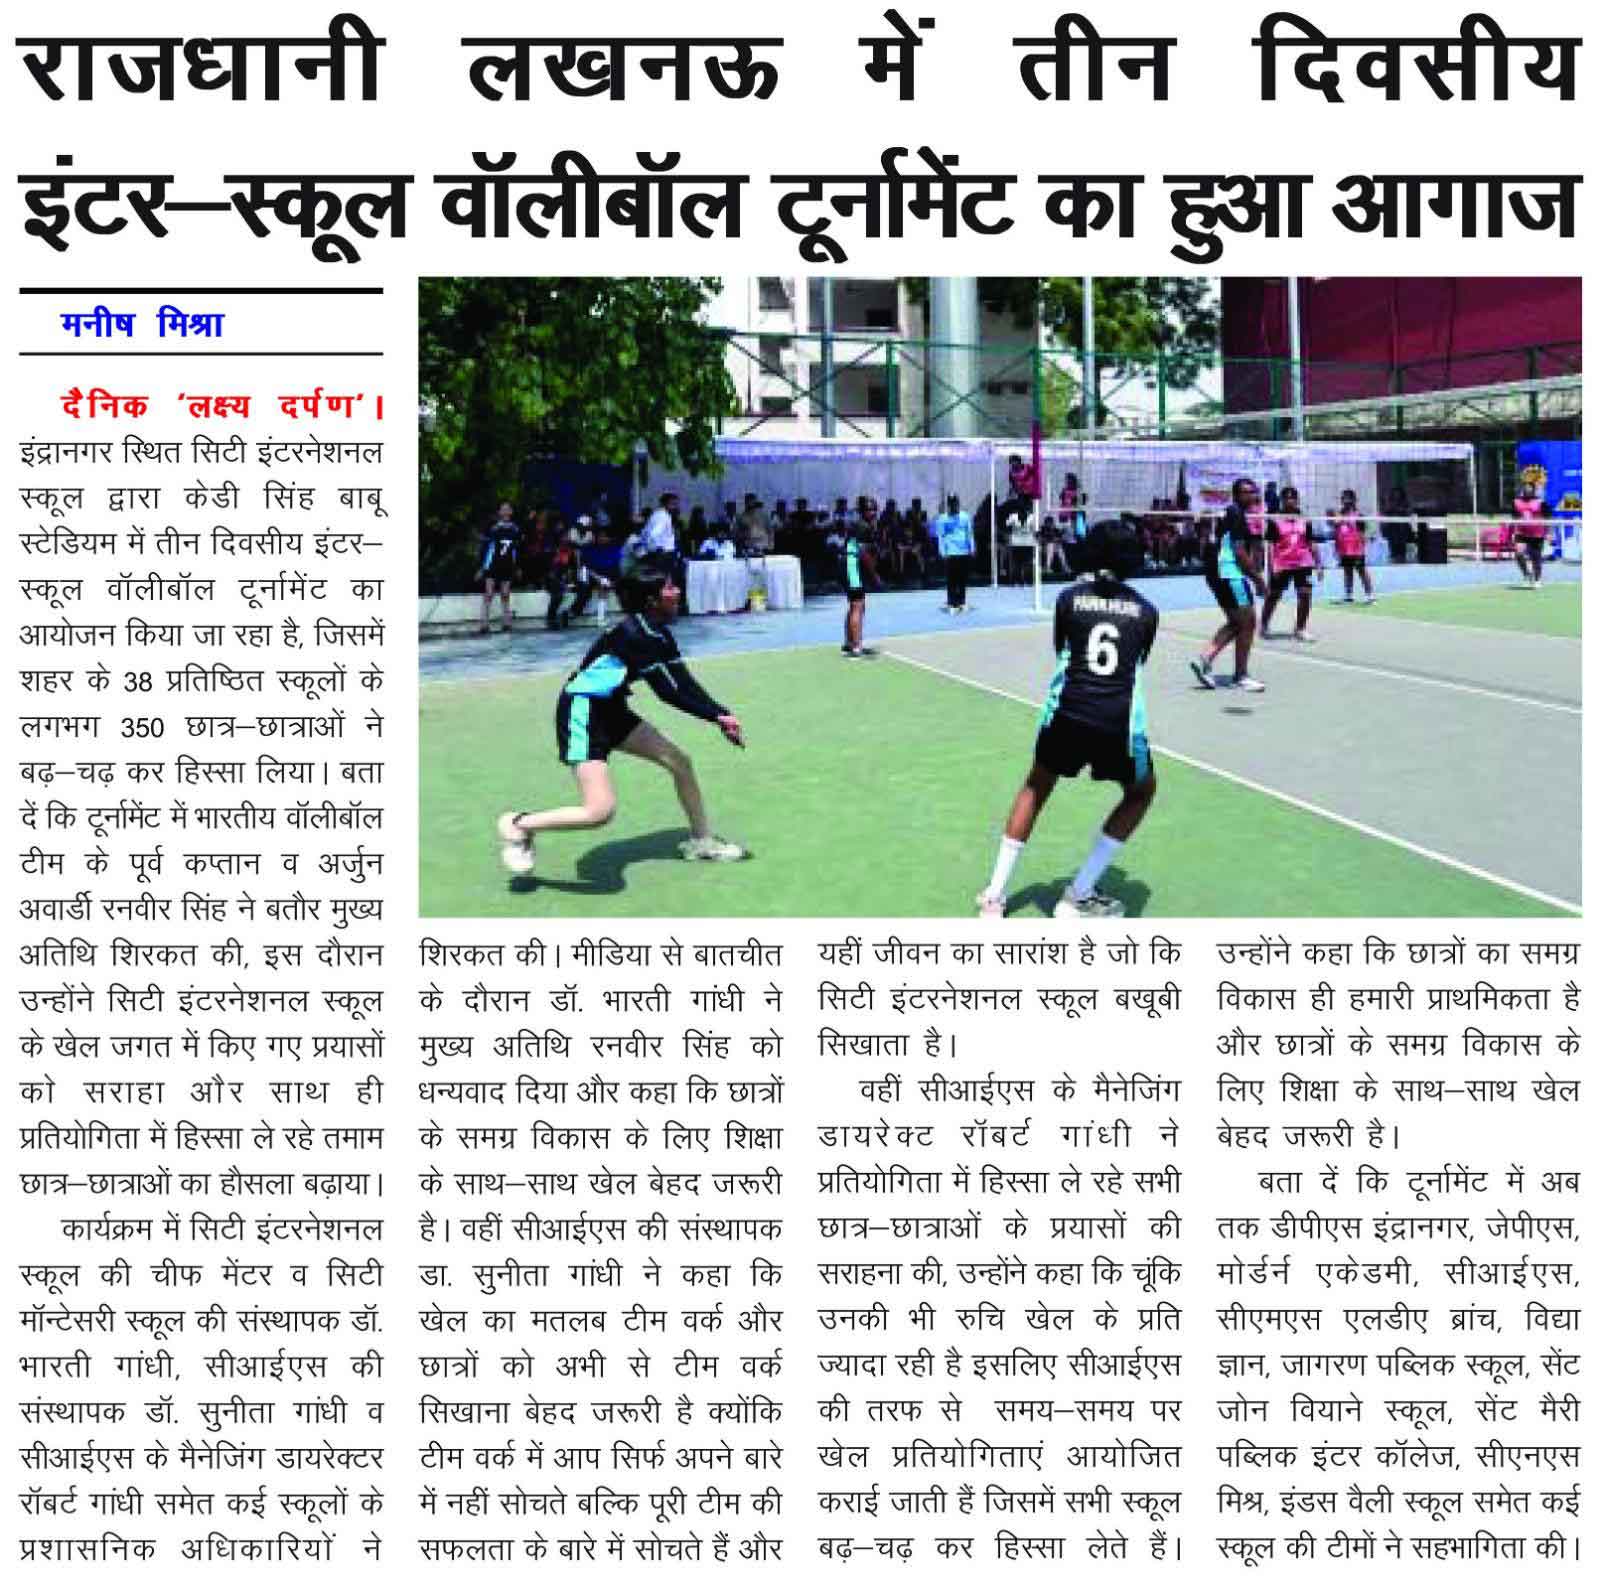 राजधानी लखनऊ में तीन दिवसीय
इंटर–स्कूल वॉलीबॉल टूर्नामेंट का हुआ आगाज
मनीष मिश्रा
दैनिक 'लक्ष्य दर्पण'।
इंद्रानगर स्थित सिटी इंटरनेशनल
स्कूल द्वारा केडी सिंह बाबू
स्टेडियम में तीन दिवसीय इंटर–
स्कूल वॉलीबॉल टूर्नामेंट का
आयोजन किया जा रहा है, जिसमें
शहर के 38 प्रतिष्ठित स्कूलों के
लगभग 350 छात्र–छात्राओं ने
बढ़–चढ़ कर हिस्सा लिया। बता
दें कि टूर्नामेंट में भारतीय वॉलीबॉल
टीम के पूर्व कप्तान व अर्जुन
अवार्डी रनवीर सिंह ने बतौर मुख्य
अतिथि शिरकत की, इस दौरान
उन्होंने सिटी इंटरनेशनल स्कूल
के खेल जगत में किए गए प्रयासों
को सराहा और साथ ही
प्रतियोगिता में हिस्सा ले रहे तमाम
छात्र–छात्राओं का हौसला बढ़ाया।
कार्यक्रम में सिटी इंटरनेशनल
स्कूल की चीफ मेंटर व सिटी
मॉन्टेसरी स्कूल की संस्थापक डॉ.
भारती गांधी, सीआईएस की
संस्थापक डॉ. सुनीता गांधी व
सीआईएस के मैनेजिंग डायरेक्टर
रॉबर्ट गांधी समेत कई स्कूलों के
प्रशासनिक अधिकारियों ने
PANKHURI
6
7
शिरकत की। मीडिया से बातचीत
के दौरान डॉ. भारती गांधी ने
मुख्य अतिथि रनवीर सिंह को
धन्यवाद दिया और कहा कि छात्रों
के समग्र विकास के लिए शिक्षा
के साथ–साथ खेल बेहद जरूरी
है। वहीं सीआईएस की संस्थापक
डा. सुनीता गांधी ने कहा कि
खेल का मतलब टीम वर्क और
छात्रों को अभी से टीम वर्क
सिखाना बेहद जरूरी है क्योंकि
टीम वर्क में आप सिर्फ अपने बारे
में नहीं सोचते बल्कि पूरी टीम की
सफलता के बारे में सोचते हैं और
यहीं जीवन का सारांश है जो कि
सिटी इंटरनेशनल स्कूल बखूबी
सिखाता है।
वहीं सीआईएस के मैनेजिंग
डायरेक्ट रॉबर्ट गांधी ने
प्रतियोगिता में हिस्सा ले रहे सभी
छात्र–छात्राओं के प्रयासों की
सराहना की, उन्होंने कहा कि चूंकि
उनकी भी रुचि खेल के प्रति
ज्यादा रही है इसलिए सीआईएस
की तरफ से समय–समय पर
खेल प्रतियोगिताएं आयोजित
कराई जाती हैं जिसमें सभी स्कूल
बढ़–चढ़ कर हिस्सा लेते हैं।
उन्होंने कहा कि छात्रों का समग्र
विकास ही हमारी प्राथमिकता है
और छात्रों के समग्र विकास के
लिए शिक्षा के साथ–साथ खेल
बेहद जरूरी है।
बता दें कि टूर्नामेंट में अब
तक डीपीएस इंद्रानगर, जेपीएस,
मोर्डर्न एकेडमी, सीआईएस,
सीएमएस एलडीए ब्रांच, विद्या
ज्ञान, जागरण पब्लिक स्कूल, सेंट
जोन वियाने स्कूल, सेंट मैरी
पब्लिक इंटर कॉलेज, सीएनएस
मिश्र, इंडस वैली स्कूल समेत कई
स्कूल की टीमों ने सहभागिता की।